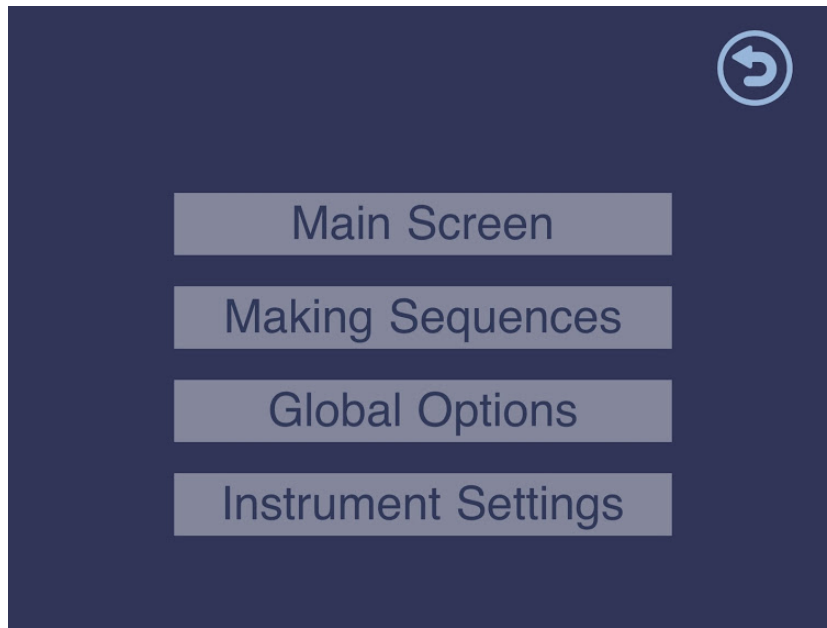 Main Screen
Making Sequences
Global Options
Instrument Settings